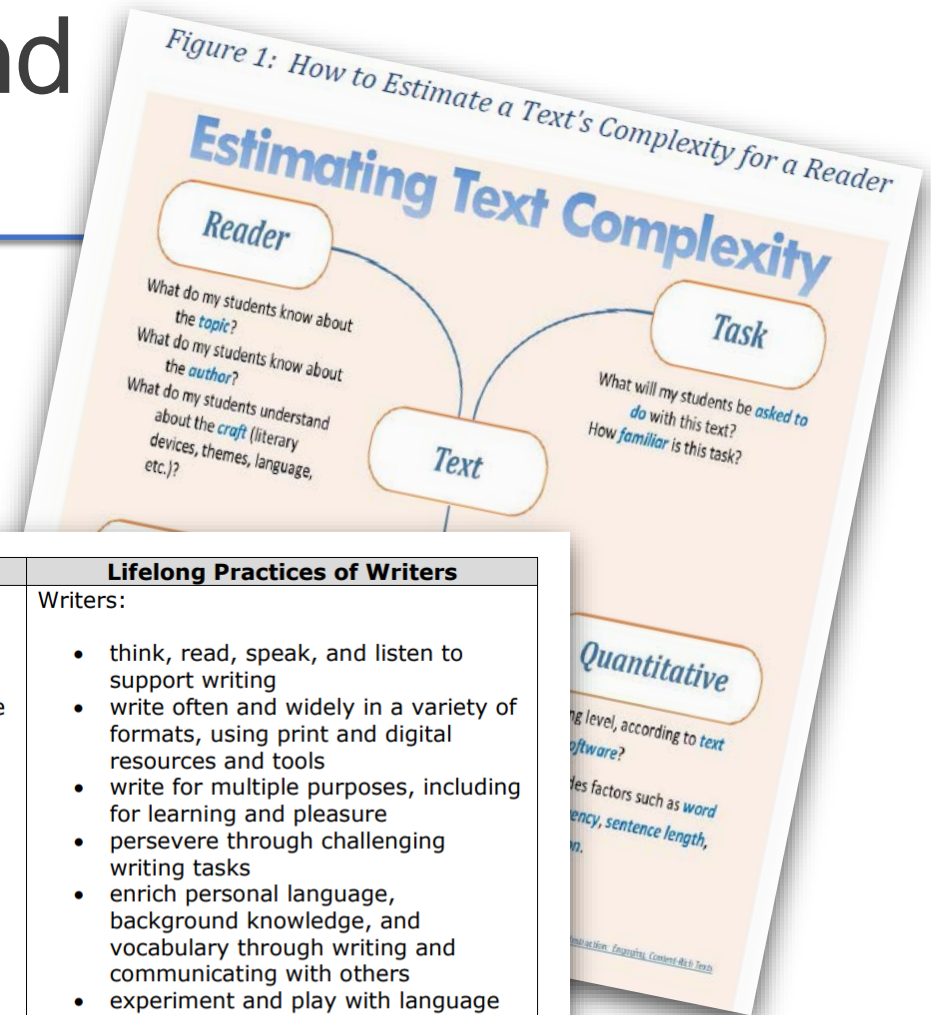 nd
Figure 1: How to Estimate a Text's Complexity for a Reader
Estimating Text Complexity
Reader
What do my students know about
the topic?
What do my students know about
the author?
What do my students understand
about the craft (literary
devices, themes, language,
etc.)?
Task
What will my students be asked to
do with this text?
How familiar is this task?
Text
Quantitative
ng level, according to text
oftware?
des factors such as word
ency, sentence length,
n.
Engaging, Content-Rich Texts
e
Lifelong Practices of Writers
Writers:
• think, read, speak, and listen to
support writing
• write often and widely in a variety of
formats, using print and digital
resources and tools
• write for multiple purposes, including
for learning and pleasure
• persevere through challenging
writing tasks
• enrich personal language,
background knowledge, and
vocabulary through writing and
communicating with others
• experiment and play with language